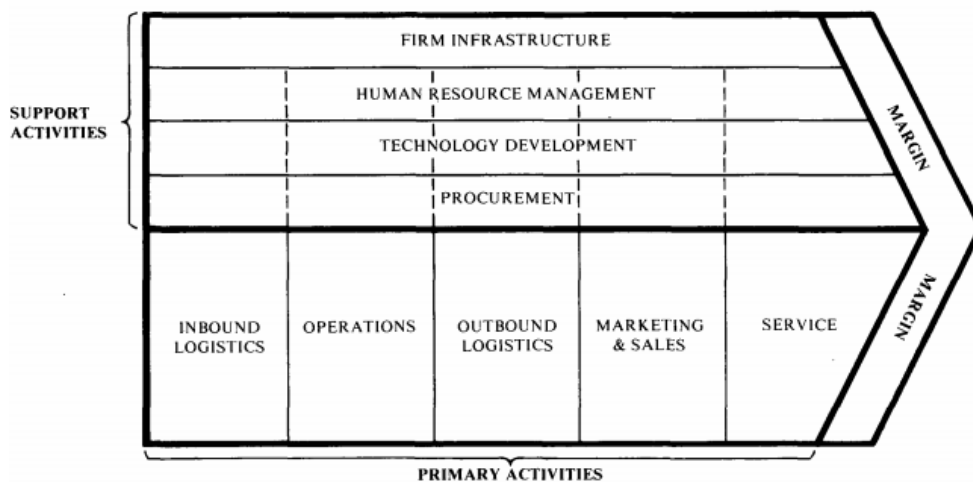 FIRM INFRASTRUCTURE
HUMAN RESOURCE MANAGEMENT
SUPPORT
ACTIVITIES
TECHNOLOGY DEVELOPMENT
PROCUREMENT
MARGIN
MARGIN
INBOUND
LOGISTICS
OPERATIONS
OUTBOUND
LOGISTICS
MARKETING
& SALES
SERVICE
PRIMARY ACTIVITIES